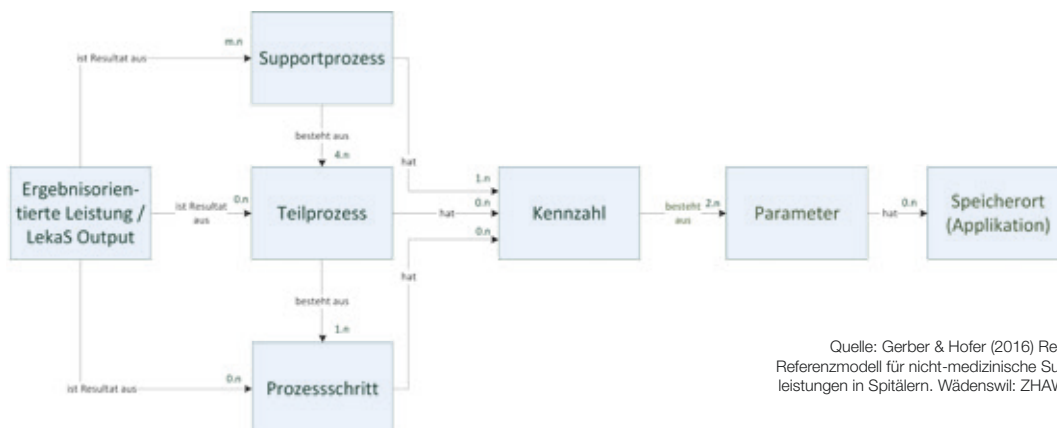 m.n
ist Resultat aus
Supportprozess
besteht aus
4.n
hat
1.n
Ergebnisorien-
tierte Leistung /
LekaS Output
ist Resultat
aus
0.n
Teilprozess
hat
0.n
0.n
Kennzahl
besteht
aus
2.n
Parameter
hat
0.n
Speicherort
(Applikation)
hat
besteht aus
1.n
ist Resultat aus
0.n
Prozessschritt
Quelle: Gerber & Hofer (2016) Re
Referenzmodell für nicht-medizinische Su
leistungen in Spitälern. Wädenswil: ZHAW